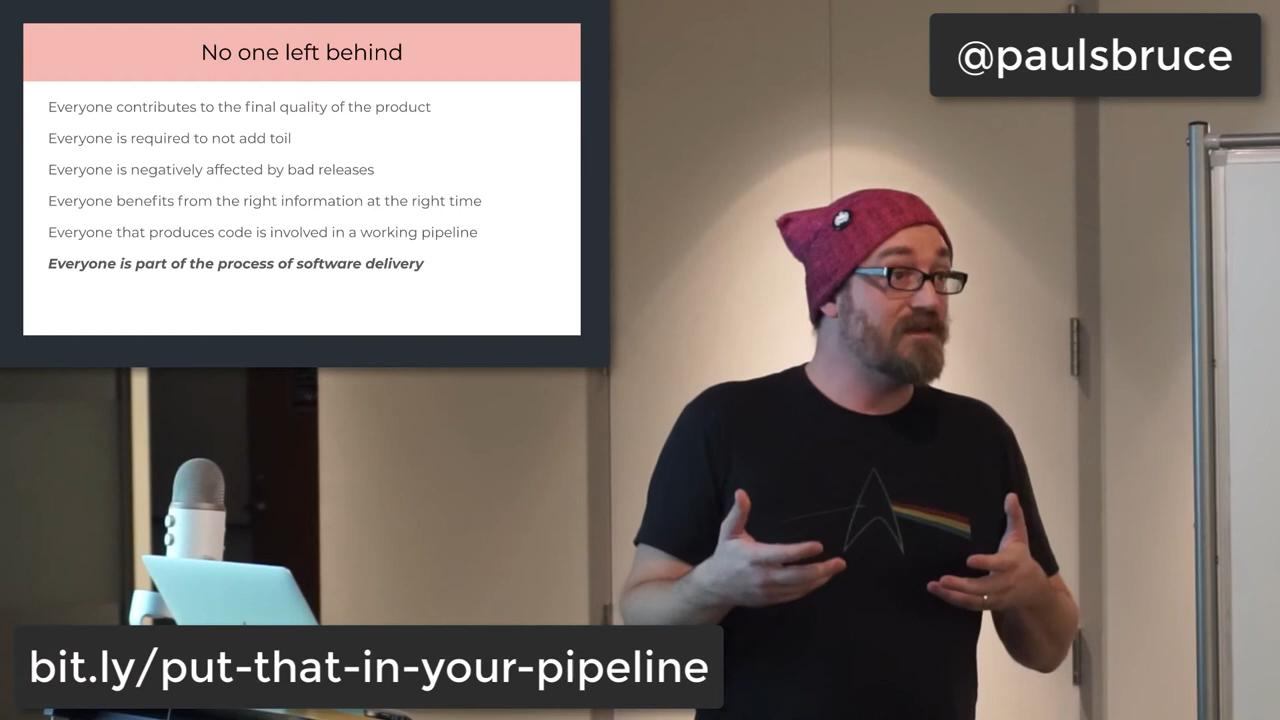 No one left behind
Everyone contributes to the final quality of the product
Everyone is required to not add toil
Everyone is negatively affected by bad releases
Everyone benefits from the right information at the right time
Everyone that produces code is involved in a working pipeline
Everyone is part of the process of software delivery
@paulsbruce
bit.ly/put-that-in-your-pipeline